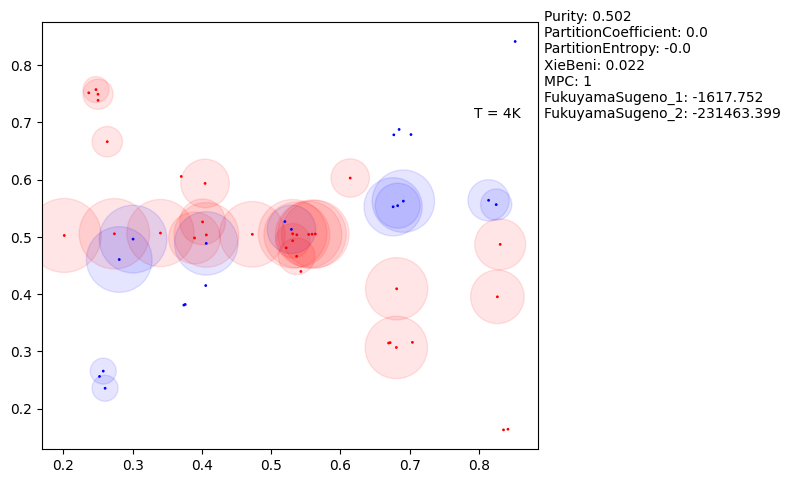 Purity: 0.502
PartitionCoefficient: 0.0
PartitionEntropy: -0.0
XieBeni: 0.022
MPC: 1
FukuyamaSugeno_1: -1617.752
FukuyamaSugeno_2: -231463.399
T = 4K
0.8
0.7
0.6
0.5
0.4
0.3
0.2
0.2 0.3 0.4 0.5 0.6 0.7 0.8